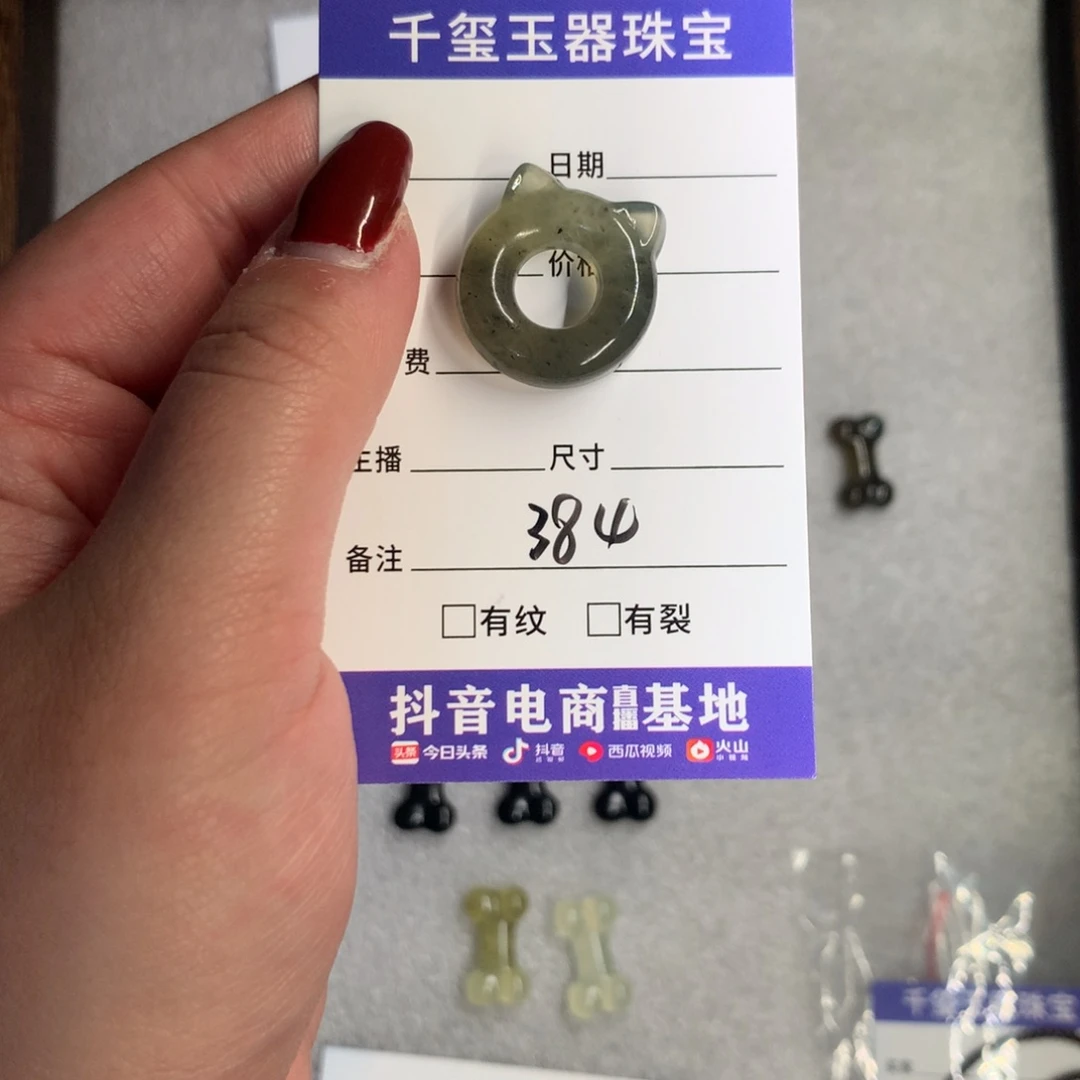 千玺玉器珠宝
日期
价格
费
主播 尺寸
384
备注
有纹 有裂
抖音电商直播基地
今日头条 抖音 西瓜视频 火山
千玺玉器珠宝